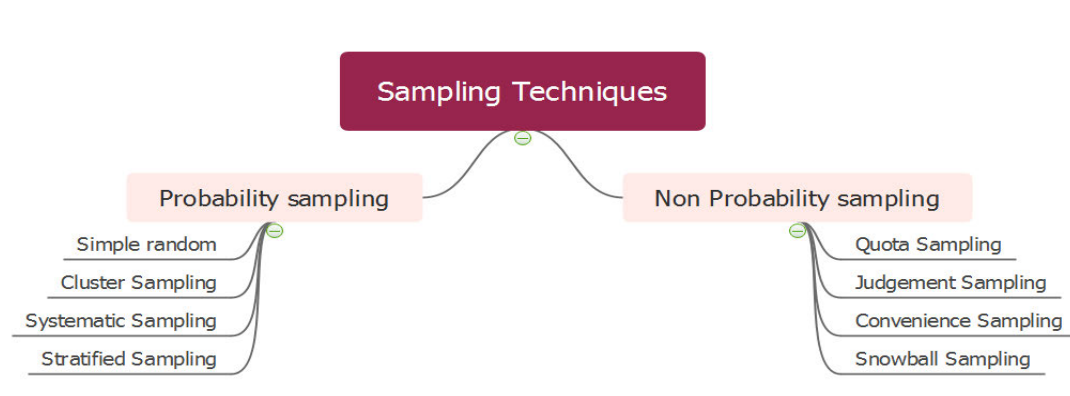 Sampling Techniques
Probability sampling
Simple random
Cluster Sampling
Systematic Sampling
Stratified Sampling
Non Probability sampling
Quota Sampling
Judgement Sampling
Convenience Sampling
Snowball Sampling